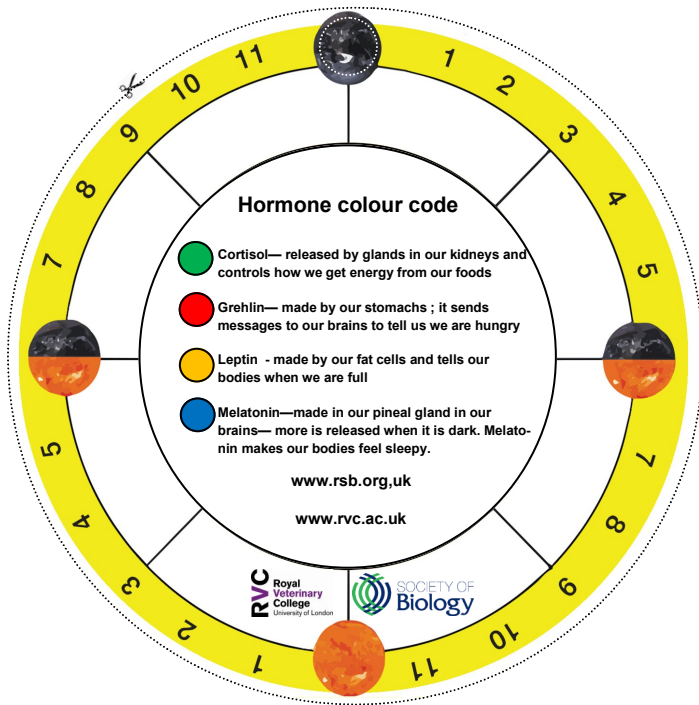 11
1
10
2
9
3
8
4
7
5
Hormone colour code
Cortisol— released by glands in our kidneys and
controls how we get energy from our foods
Grehlin— made by our stomachs ; it sends
messages to our brains to tell us we are hungry
Leptin - made by our fat cells and tells our
bodies when we are full
Melatonin—made in our pineal gland in our
brains— more is released when it is dark. Melato-
nin makes our bodies feel sleepy.
www.rsb.org,uk
www.rvc.ac.uk
5
7
4
8
3
9
2
10
1
11
RVC
Royal
Veterinary
College
University of London
SOCIETY OF
Biology